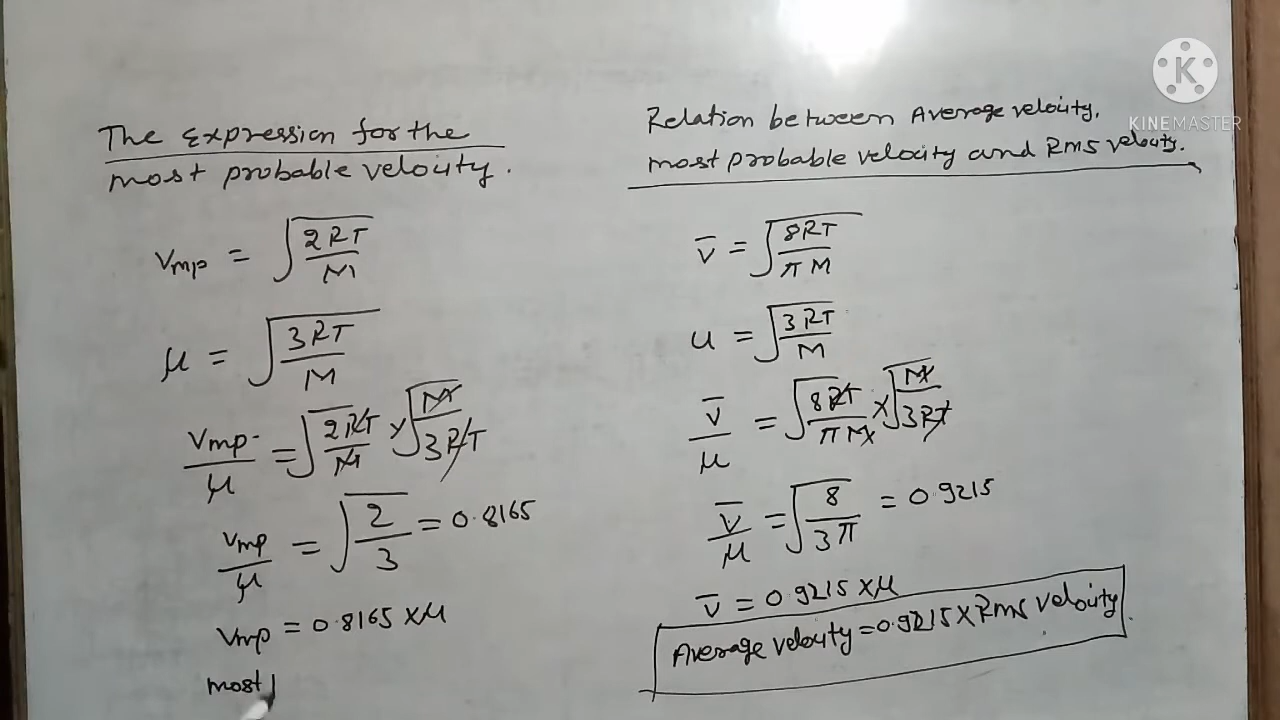 The Expression for the
most probable velocity.
Vmp = √(2RT/M)
μ = √(3RT/M)
Vmp/μ = √(2RT/M) × √(M/3RT)
Vmp/μ = √(2/3) = 0.8165
Vmp = 0.8165 × μ
most
Relation between Average velocity,
most probable velocity and Rms velocity.
v̅ = √(8RT/πM)
u = √(3RT/M)
v̅/μ = √(8RT/πM) × √(M/3RT)
v̅/μ = √(8/3π) = 0.9215
v̅ = 0.9215 × μ
Average velocity = 0.9215 × Rms velocity
K
KINEMASTER